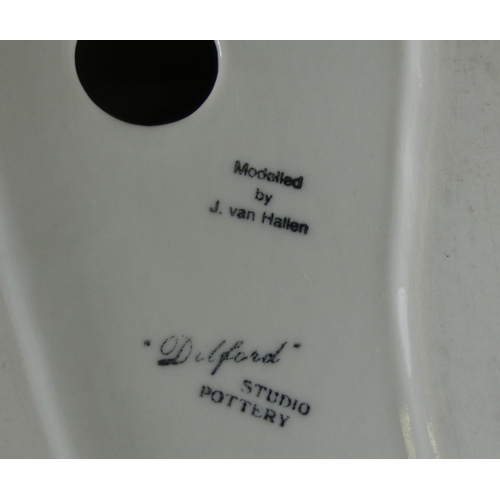 Modelled
by
J. van Hallen
"Dilford"
STUDIO
POTTERY